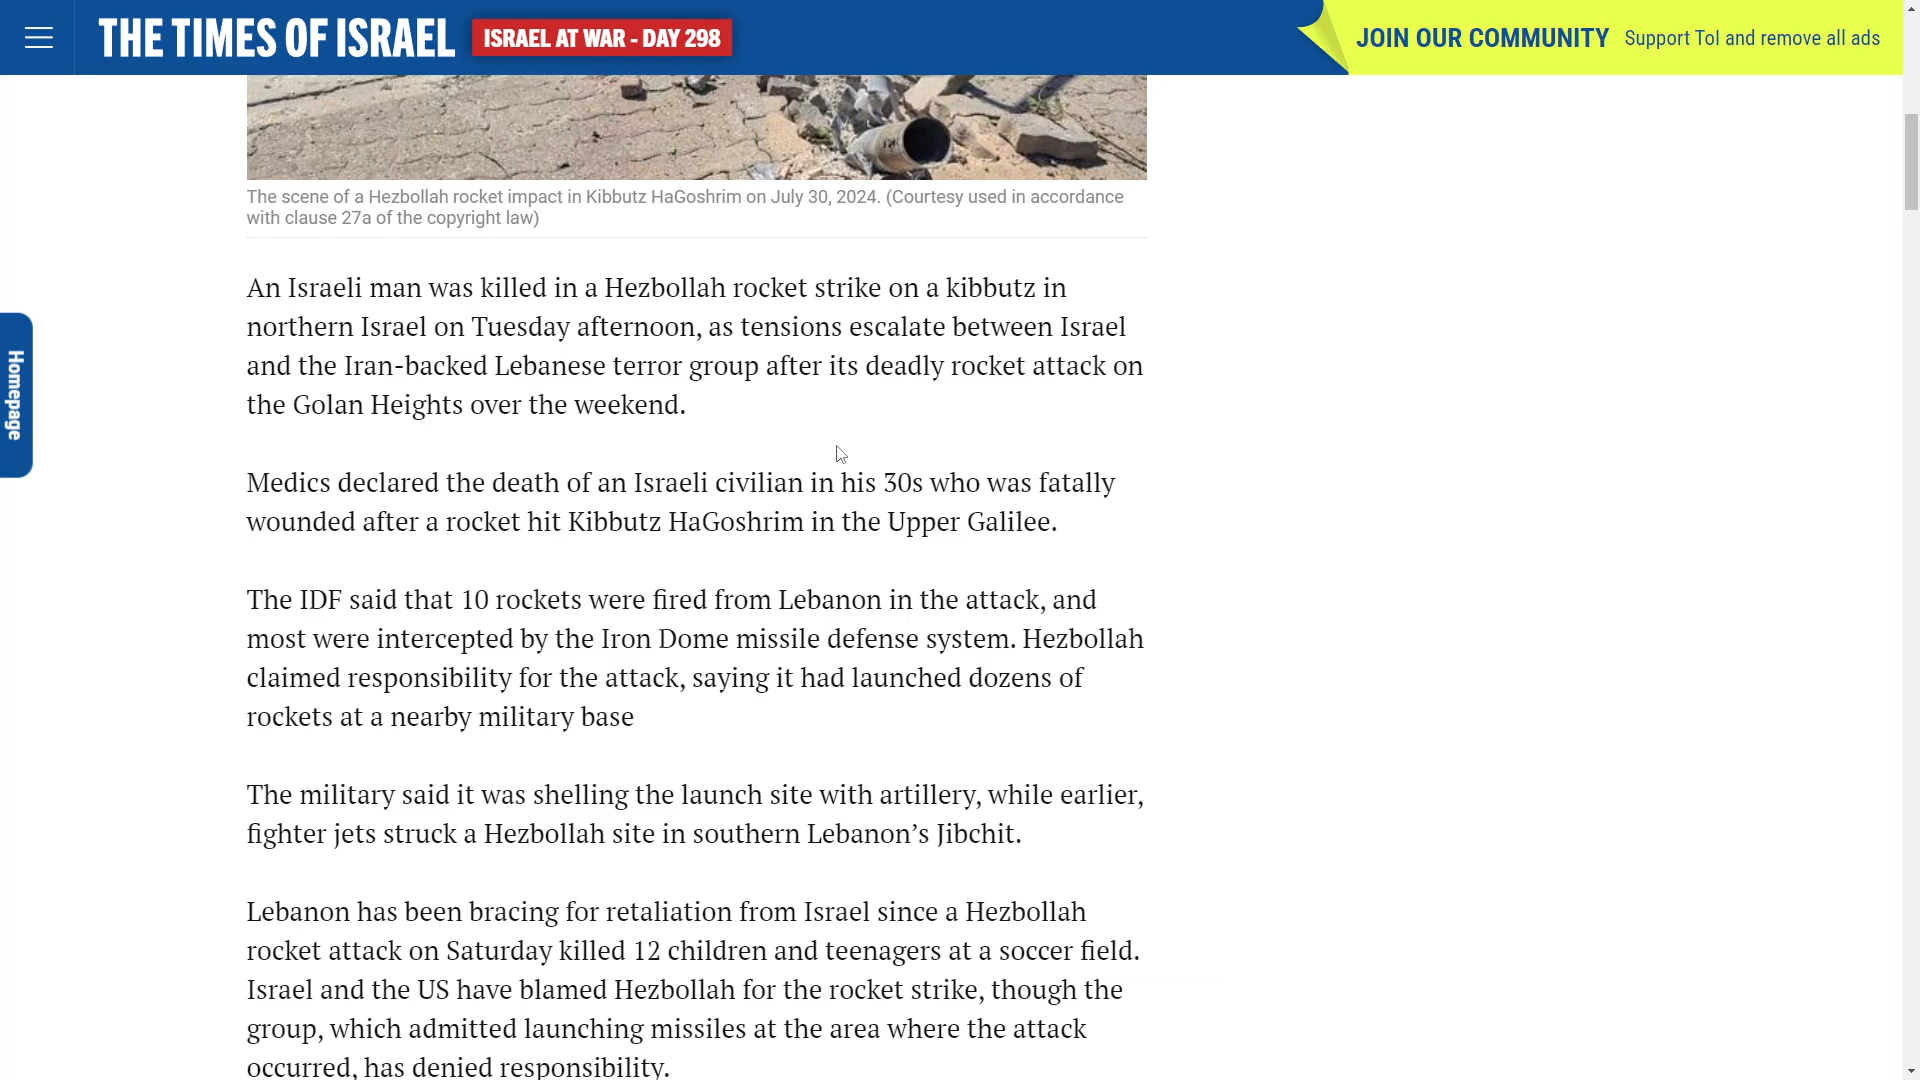 THE TIMES OF ISRAEL
ISRAEL AT WAR - DAY 298
JOIN OUR COMMUNITY Support ToI and remove all ads
The scene of a Hezbollah rocket impact in Kibbutz HaGoshrim on July 30, 2024. (Courtesy used in accordance
with clause 27a of the copyright law)
Homepage
An Israeli man was killed in a Hezbollah rocket strike on a kibbutz in
northern Israel on Tuesday afternoon, as tensions escalate between Israel
and the Iran-backed Lebanese terror group after its deadly rocket attack on
the Golan Heights over the weekend.
Medics declared the death of an Israeli civilian in his 30s who was fatally
wounded after a rocket hit Kibbutz HaGoshrim in the Upper Galilee.
The IDF said that 10 rockets were fired from Lebanon in the attack, and
most were intercepted by the Iron Dome missile defense system. Hezbollah
claimed responsibility for the attack, saying it had launched dozens of
rockets at a nearby military base
The military said it was shelling the launch site with artillery, while earlier,
fighter jets struck a Hezbollah site in southern Lebanon’s Jibchit.
Lebanon has been bracing for retaliation from Israel since a Hezbollah
rocket attack on Saturday killed 12 children and teenagers at a soccer field.
Israel and the US have blamed Hezbollah for the rocket strike, though the
group, which admitted launching missiles at the area where the attack
occurred, has denied responsibility.